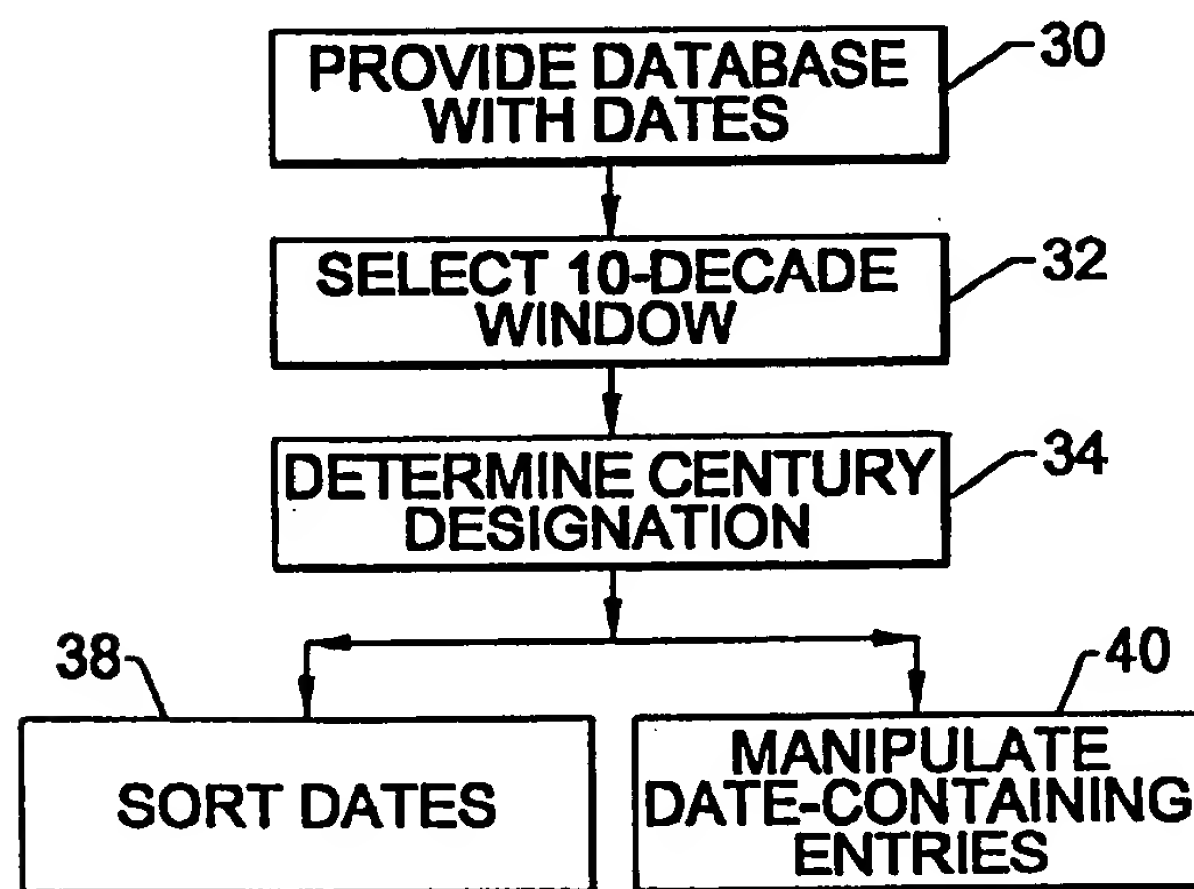 PROVIDE DATABASE
WITH DATES
30
SELECT 10-DECADE
WINDOW
32
DETERMINE CENTURY
DESIGNATION
34
38
SORT DATES
40
MANIPULATE
DATE-CONTAINING
ENTRIES